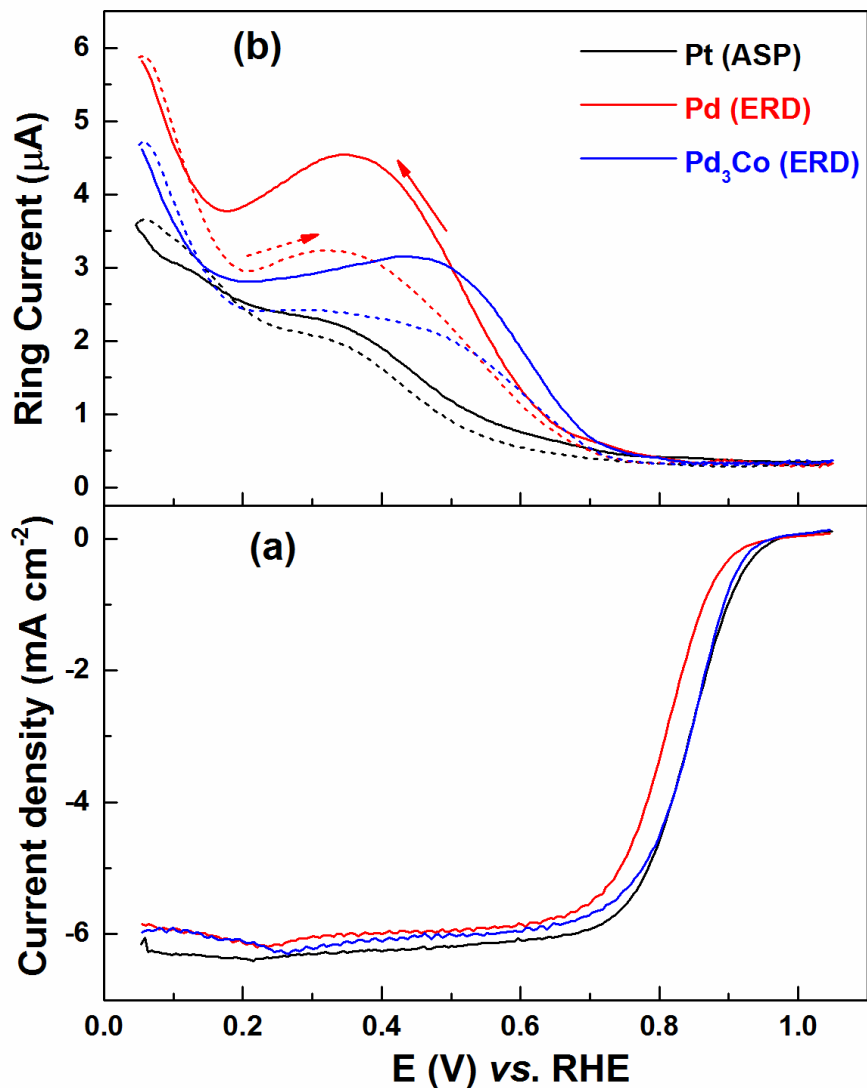 (b)
Pt (ASP)
Pd (ERD)
Pd₃Co (ERD)
6
5
4
3
2
1
0
Ring Current (μA)
(a)
0
-2
-4
-6
Current density (mA cm⁻²)
0.0 0.2 0.4 0.6 0.8 1.0
E (V) vs. RHE